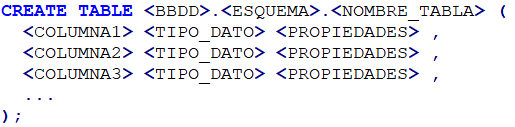 CREATE TABLE <BBDD>.<ESQUEMA>.<NOMBRE_TABLA> (
<COLUMNA1> <TIPO_DATO> <PROPIEDADES> ,
<COLUMNA2> <TIPO_DATO> <PROPIEDADES> ,
<COLUMNA3> <TIPO_DATO> <PROPIEDADES> ,
...
);